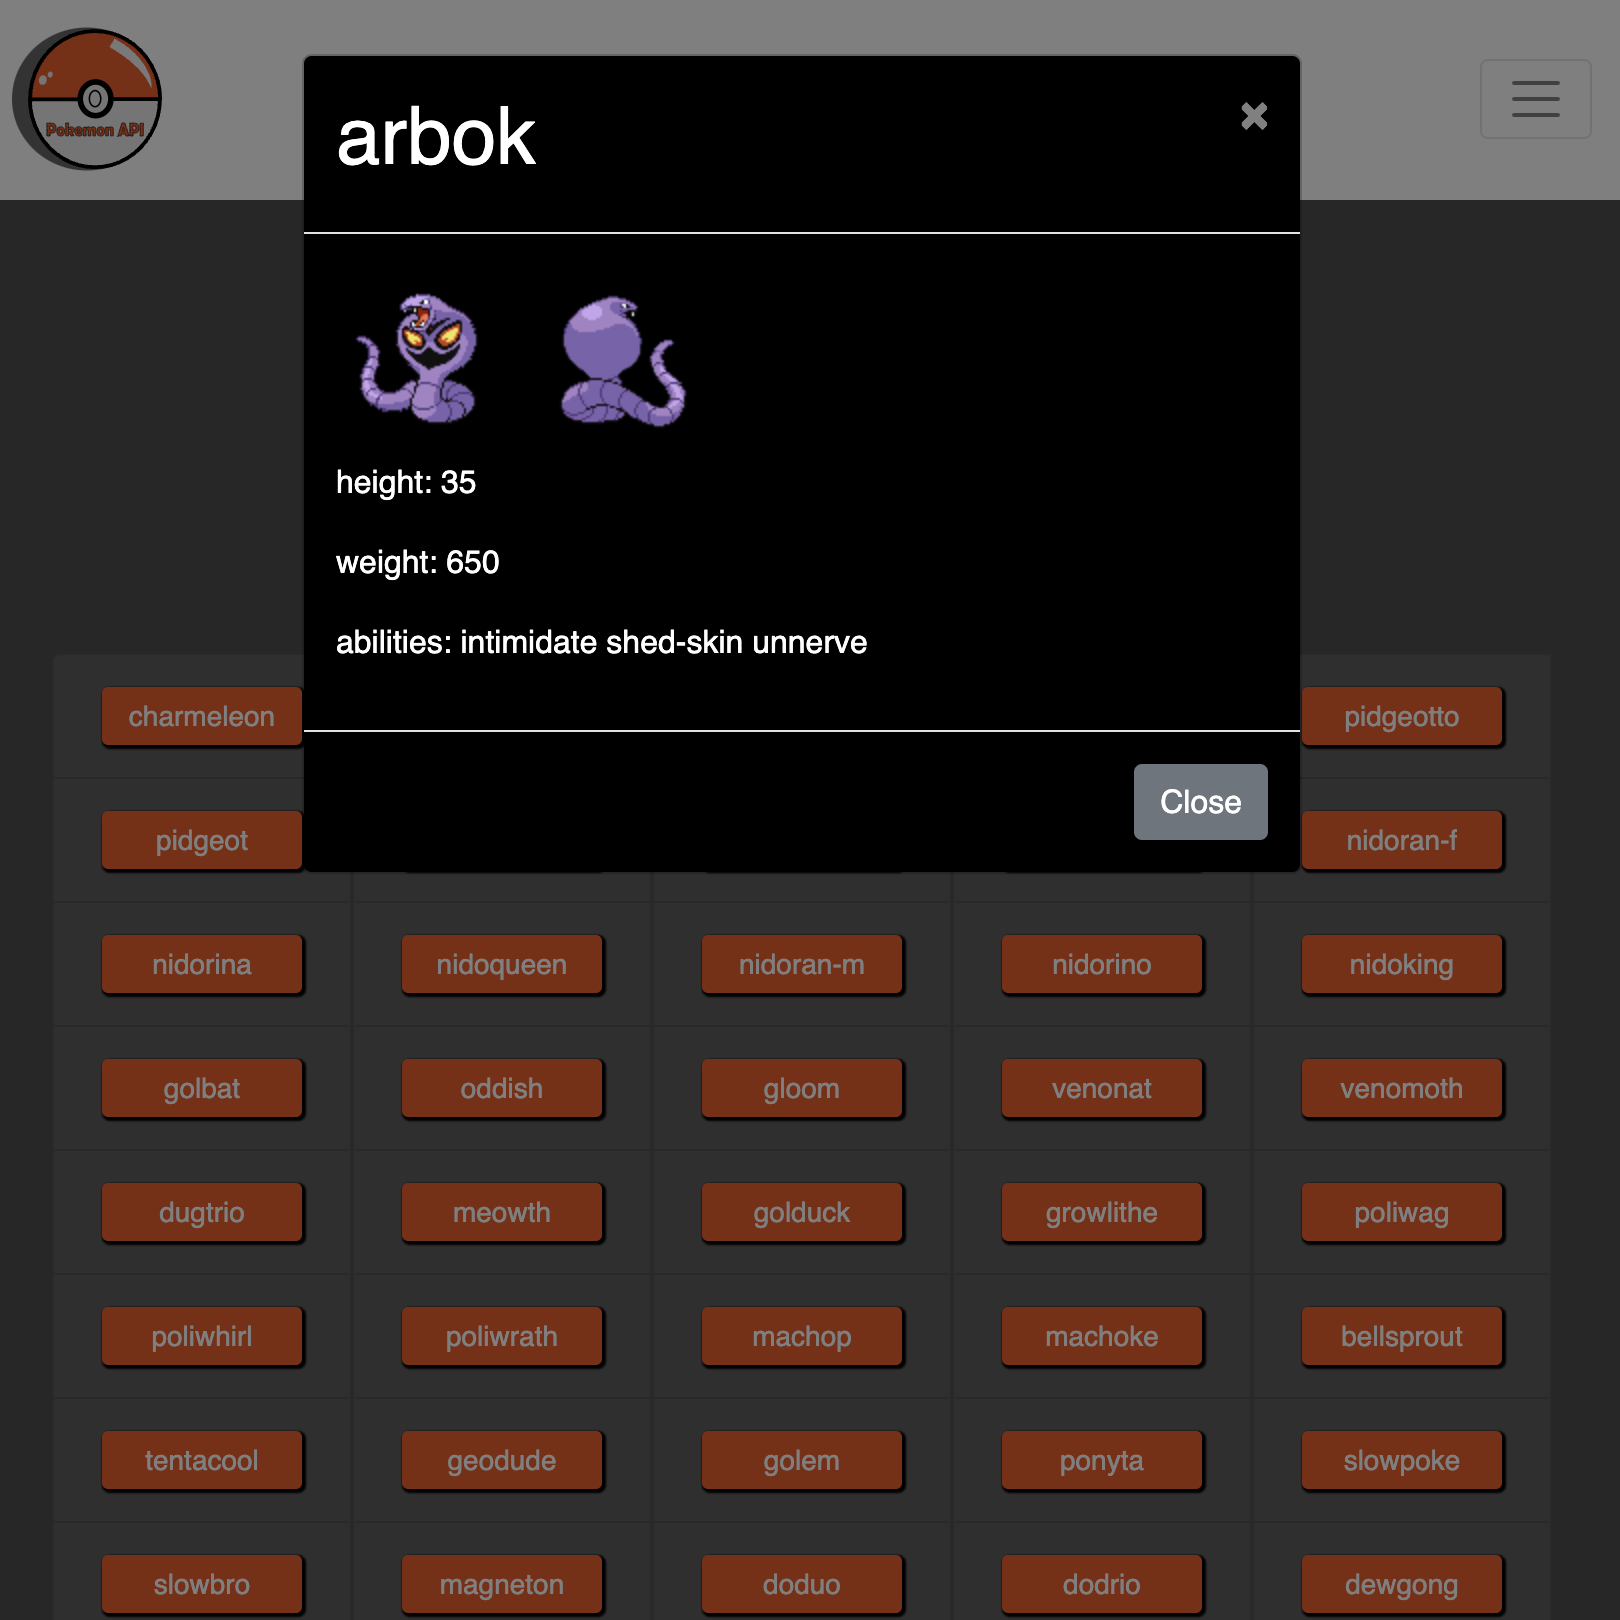 Pokemon API
arbok
×
height: 35
weight: 650
abilities: intimidate shed-skin unnerve
Close
charmeleon pidgeotto
pidgeot nidoran-f
nidorina nidoqueen nidoran-m nidorino nidoking
golbat oddish gloom venonat venomoth
dugtrio meowth golduck growlithe poliwag
poliwhirl poliwrath machop machoke bellsprout
tentacool geodude golem ponyta slowpoke
slowbro magneton doduo dodrio dewgong